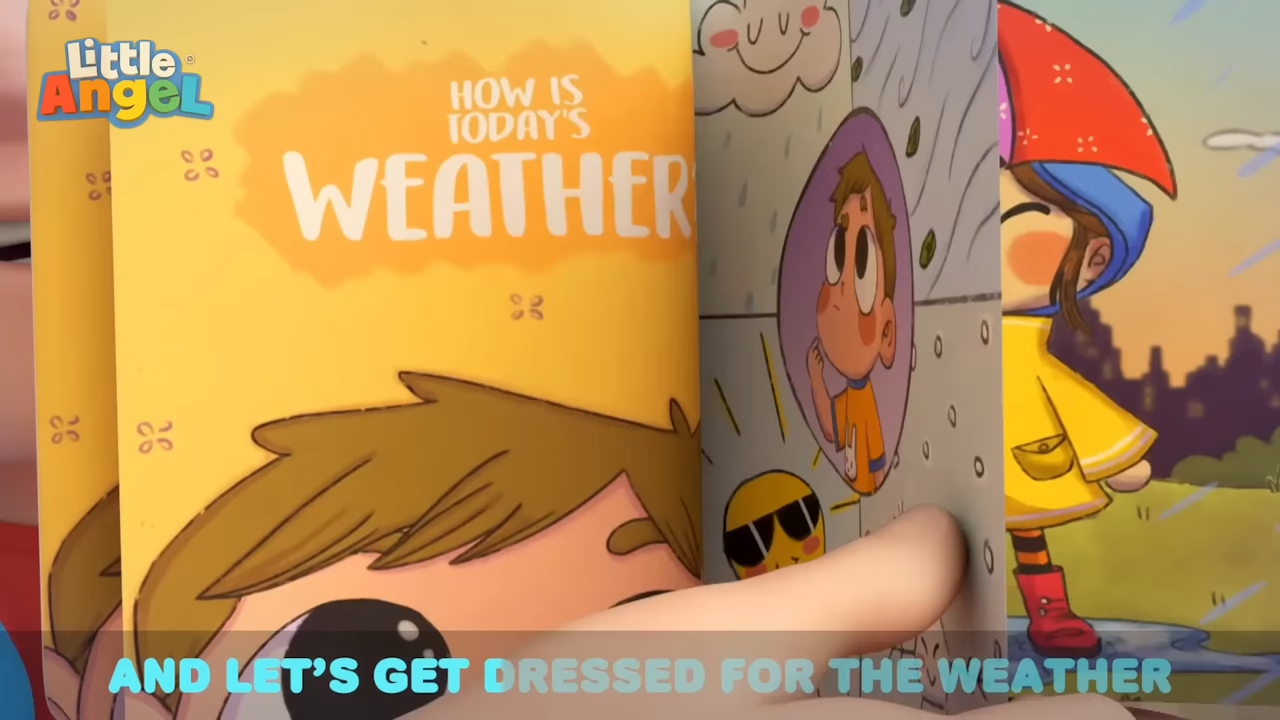 Little
Angel
HOW IS
TODAY'S
WEATHER
AND LET'S GET DRESSED FOR THE WEATHER